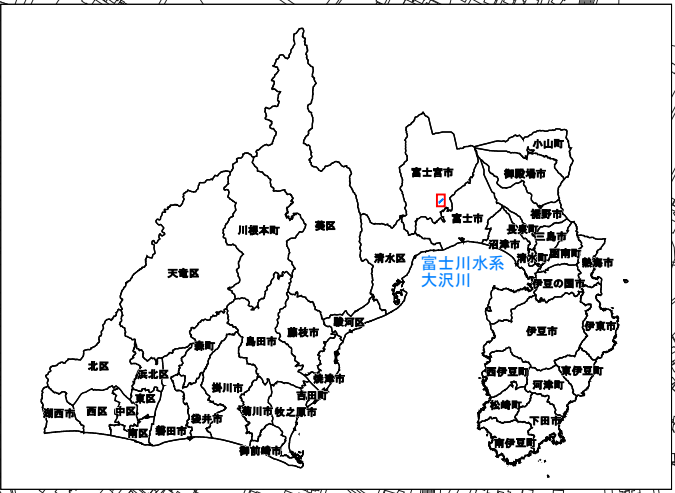 小山町
富士宮市
御殿場市
裾野市
富士市
長泉町
三島市
沼津市
函南町
清水町
熱海市
葵区
川根本町
清水区
富士川水系
大沢川
天竜区
伊豆の国市
駿河区
伊豆市
伊東市
藤枝市
島田市
森町
北区
浜北区
焼津市
西伊豆町
東伊豆町
掛川市
河津町
吉田町
東区
湖西市
西区
中区
袋井市
菊川市
牧之原市
松崎町
下田市
南区
磐田市
御前崎市
南伊豆町